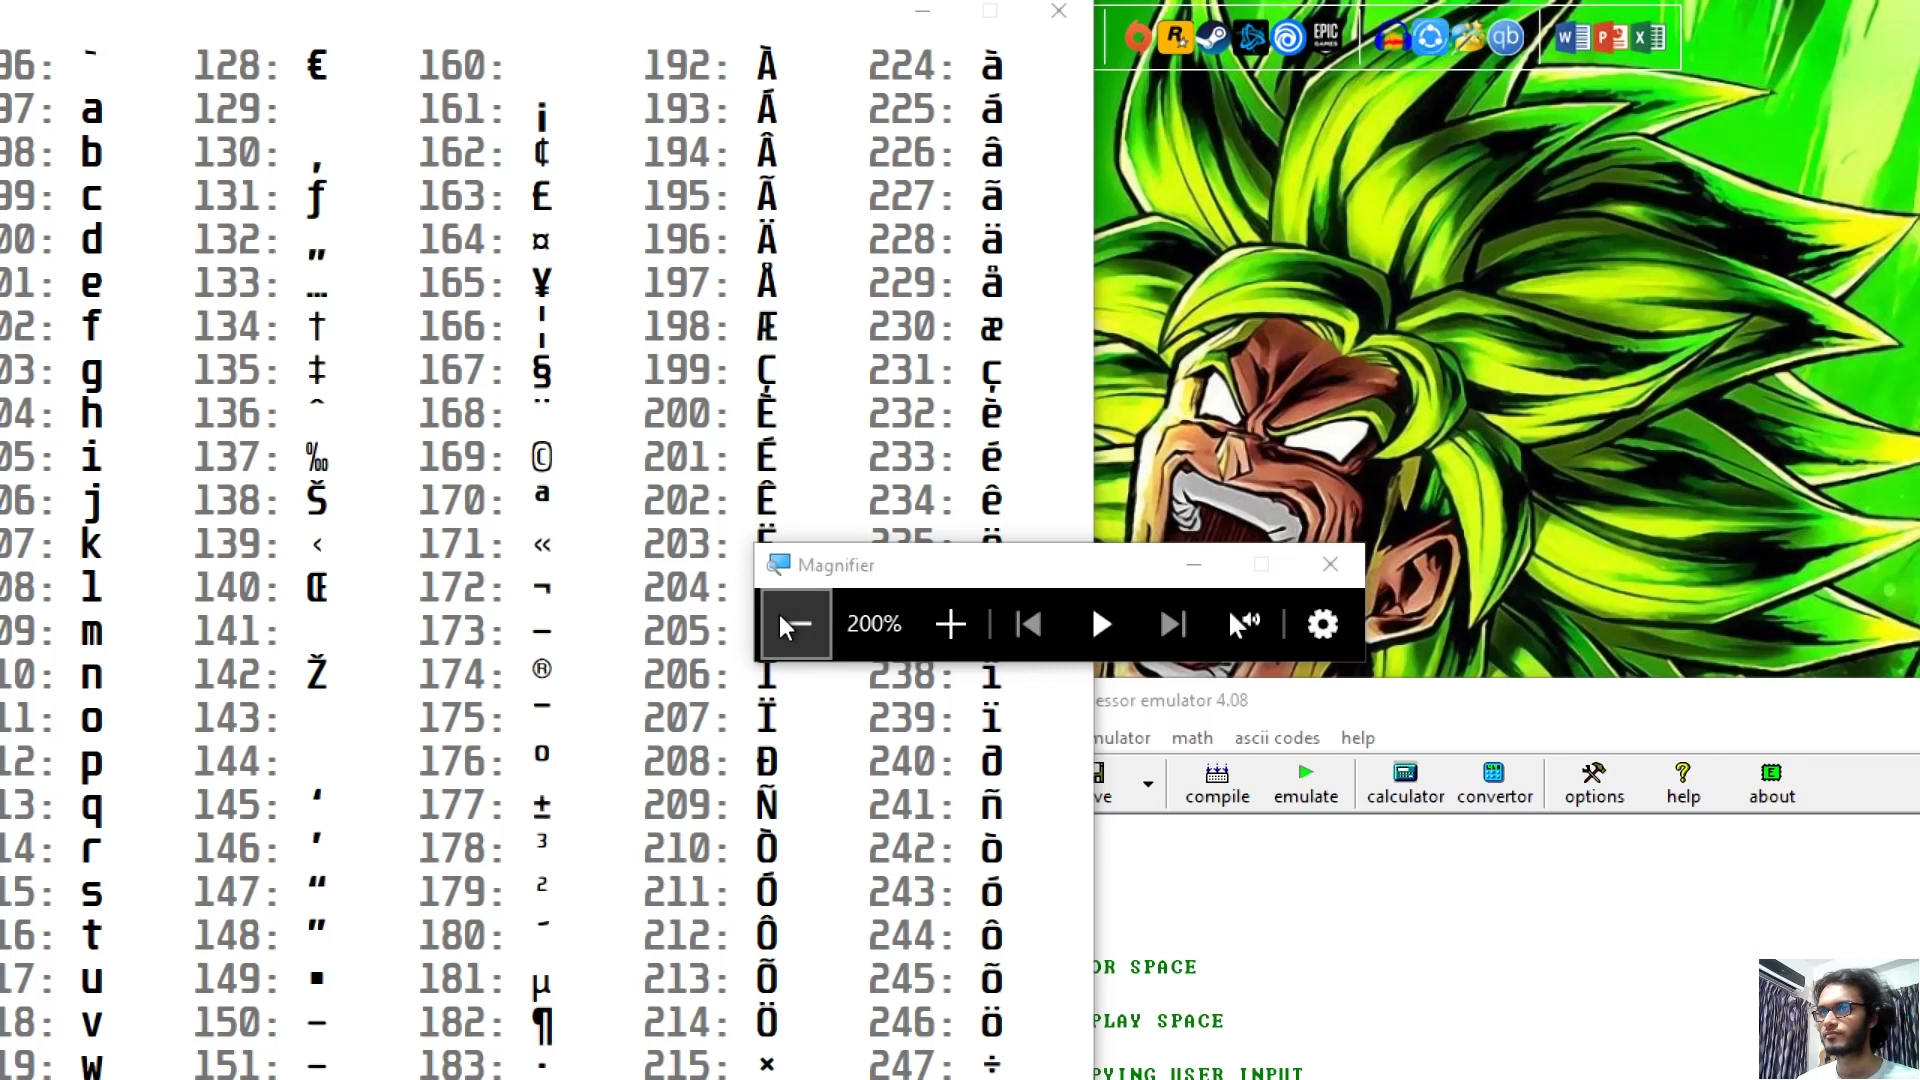 96: `   128: €   160:     192: À   224: à
97: a   129:     161: ¡   193: Á   225: á
98: b   130: ‚   162: ¢   194: Â   226: â
99: c   131: ƒ   163: £   195: Ã   227: ã
00: d   132: „   164: ¤   196: Ä   228: ä
01: e   133: …   165: ¥   197: Å   229: å
02: f   134: †   166: ¦   198: Æ   230: æ
03: g   135: ‡   167: §   199: Ç   231: ç
04: h   136: ˆ   168: ¨   200: È   232: è
05: i   137: ‰   169: ©   201: É   233: é
06: j   138: Š   170: ª   202: Ê   234: ê
07: k   139: ‹   171: «   203:
08: l   140: Œ   172: ¬   204:
09: m   141:     173: –   205:
10: n   142: Ž   174: ®   206: Î   238: î
11: o   143:     175: ¯   207: Ï   239: ï
12: p   144:     176: º   208: Ð   240: ð
13: q   145: ‘   177: ±   209: Ñ   241: ñ
14: r   146: ’   178: ³   210: Ò   242: ò
15: s   147: “   179: ²   211: Ó   243: ó
16: t   148: ”   180: ´   212: Ô   244: ô
17: u   149: ▪   181: µ   213: Õ   245: õ
18: v   150: –   182: ¶   214: Ö   246: ö
19: w   151: –   183: ·   215: ×   247: ÷
Magnifier
200%
R
EPIC
GAMES
qb
W P X
essor emulator 4.08
mulator math ascii codes help
ve compile emulate calculator convertor options help about
OR SPACE
PLAY SPACE
PYING USER INPUT